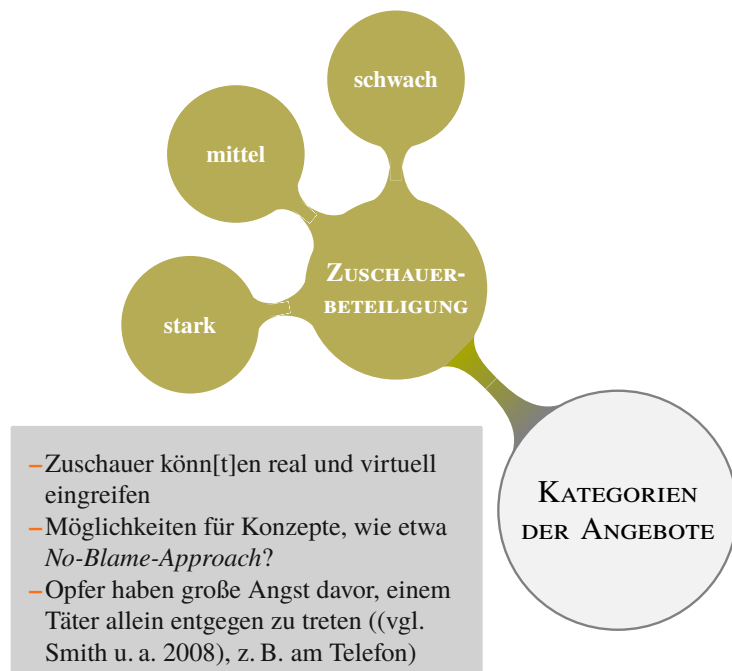 schwach
mittel
ZUSCHAUER-
BETEILIGUNG
stark
KATEGORIEN
DER ANGEBOTE
–Zuschauer könn[t]en real und virtuell
eingreifen
–Möglichkeiten für Konzepte, wie etwa
No-Blame-Approach?
–Opfer haben große Angst davor, einem
Täter allein entgegen zu treten ((vgl.
Smith u. a. 2008), z. B. am Telefon)